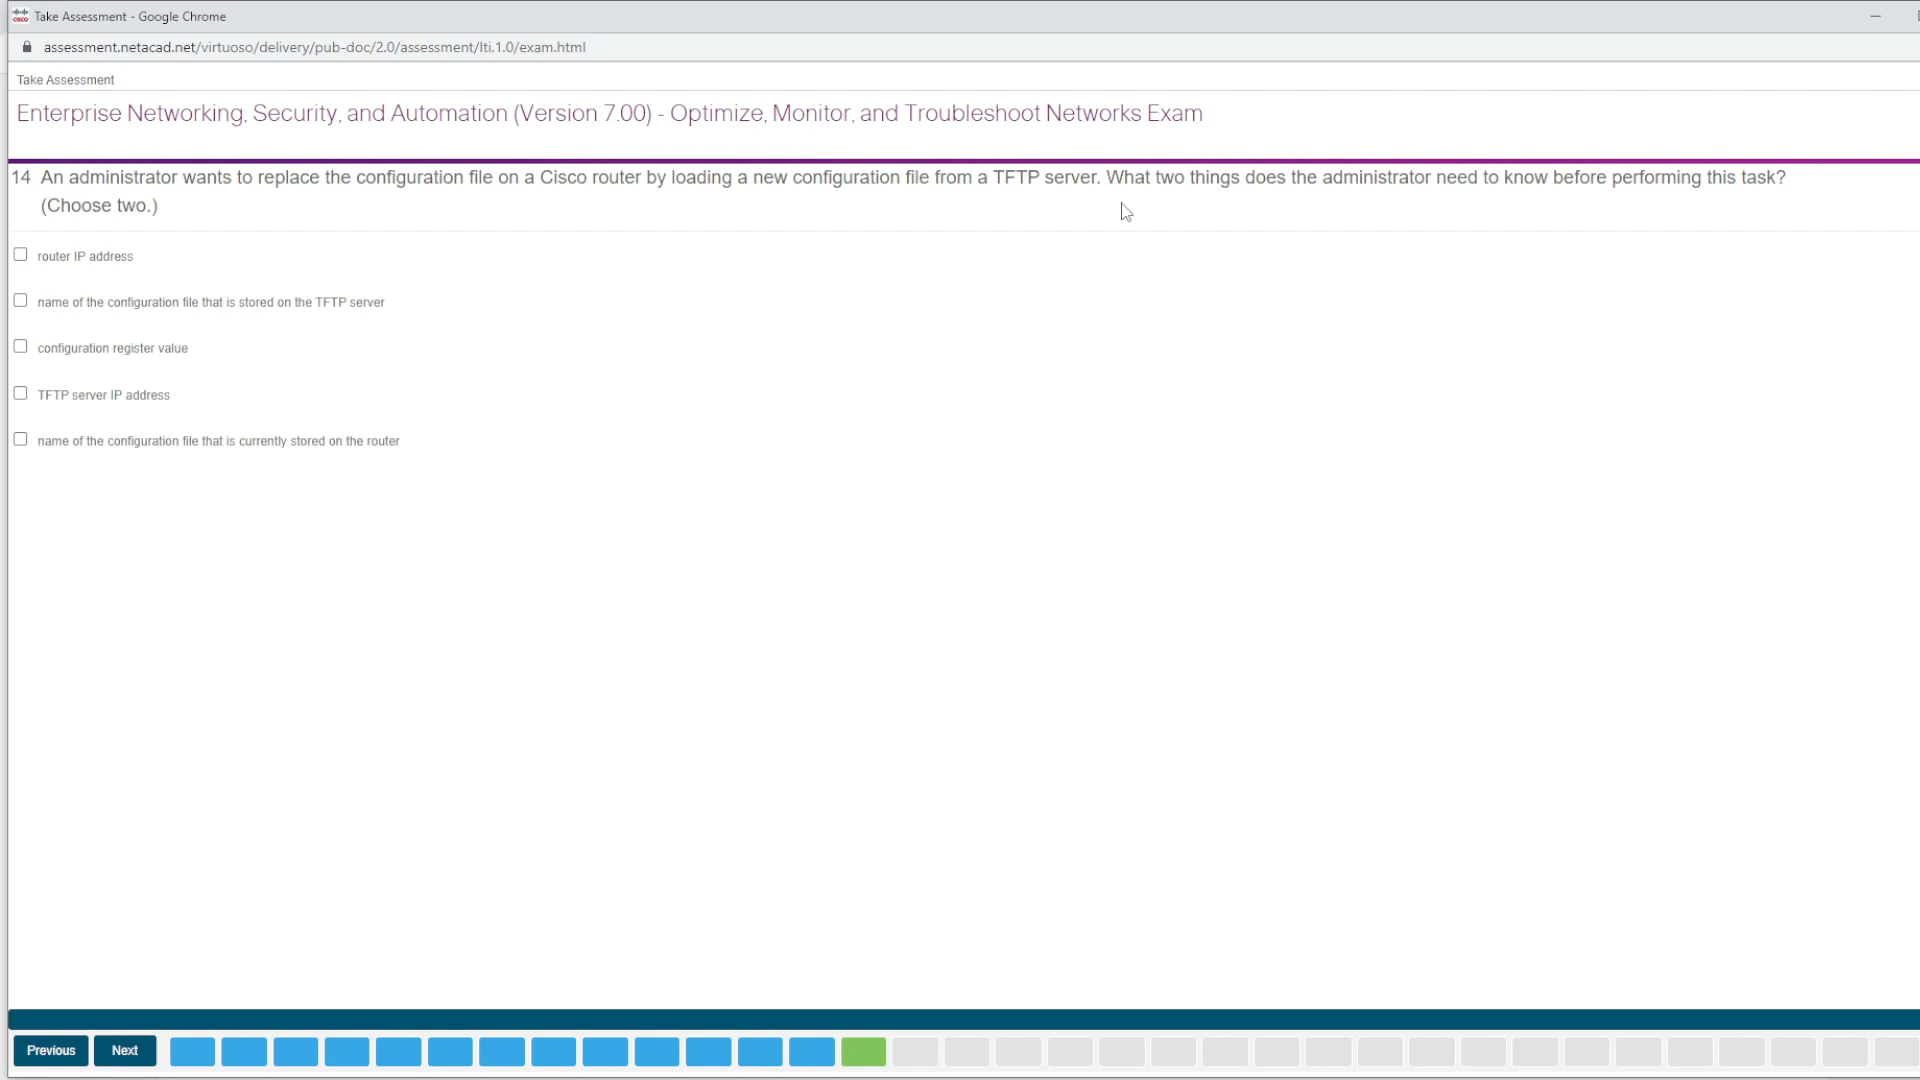 Take Assessment - Google Chrome
assessment.netacad.net/virtuoso/delivery/pub-doc/2.0/assessment/lti.1.0/exam.html
Take Assessment
Enterprise Networking, Security, and Automation (Version 7.00) - Optimize, Monitor, and Troubleshoot Networks Exam
14 An administrator wants to replace the configuration file on a Cisco router by loading a new configuration file from a TFTP server. What two things does the administrator need to know before performing this task?
(Choose two.)
router IP address
name of the configuration file that is stored on the TFTP server
configuration register value
TFTP server IP address
name of the configuration file that is currently stored on the router
Previous Next